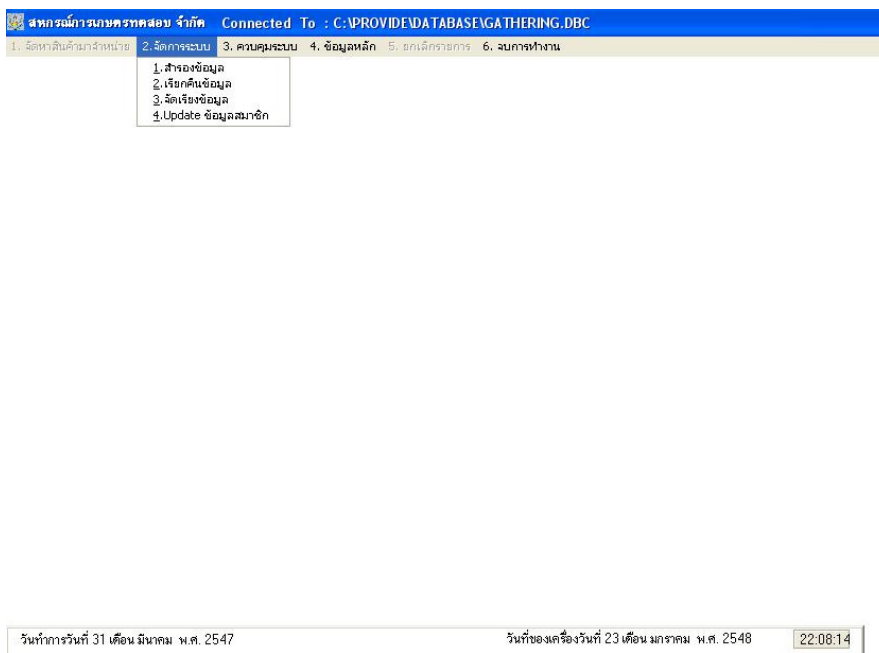 สหกรณ์การเกษตรทดสอบ จำกัด Connected To : C:\PROVIDE\DATABASE\GATHERING.DBC
1. จัดหาสินค้ามาจำหน่าย 2.จัดการระบบ 3. ควบคุมระบบ 4. ข้อมูลหลัก 5. ยกเลิกรายการ 6. จบการทำงาน
1.สำรองข้อมูล
2.เรียกคืนข้อมูล
3.จัดเรียงข้อมูล
4.Update ข้อมูลสมาชิก
วันทำการวันที่ 31 เดือน มีนาคม พ.ศ. 2547 วันที่ของเครื่องวันที่ 23 เดือน มกราคม พ.ศ. 2548 22:08:14